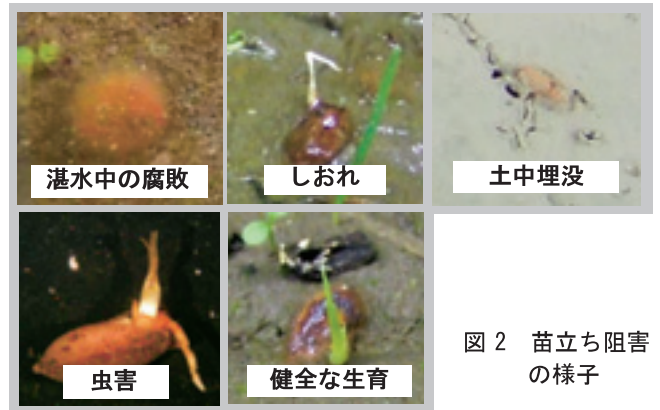 湛水中の腐敗
しおれ
土中埋没
虫害
健全な生育
図2 苗立ち阻害
の様子